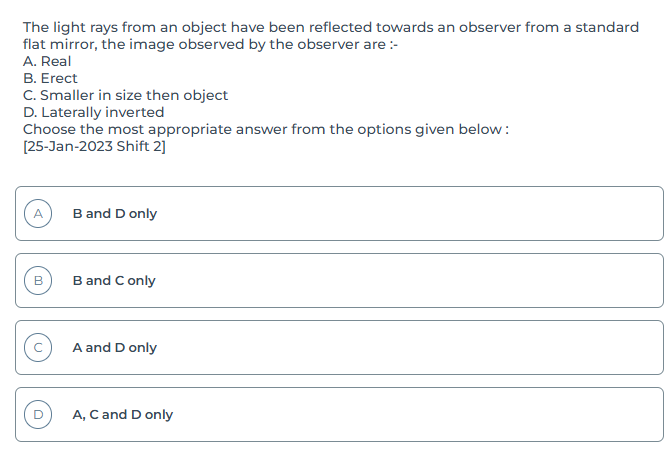 The light rays from an object have been reflected towards an observer from a standard
flat mirror, the image observed by the observer are :-
A. Real
B. Erect
C. Smaller in size then object
D. Laterally inverted
Choose the most appropriate answer from the options given below :
[25-Jan-2023 Shift 2]
A B and D only
B B and C only
C A and D only
D A, C and D only